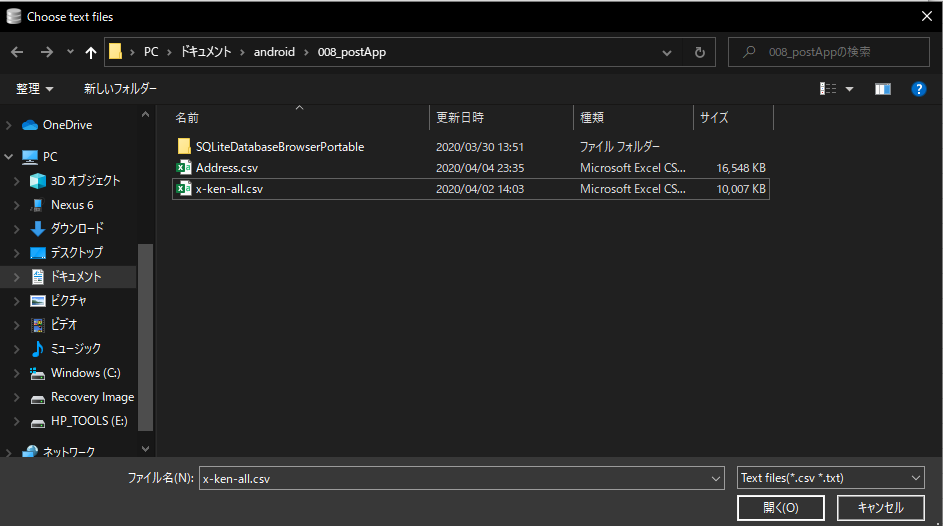 Choose text files
PC ドキュメント android 008_postApp
008_postAppの検索
整理 新しいフォルダー
名前 更新日時 種類 サイズ
OneDrive
PC
3D オブジェクト
Nexus 6
ダウンロード
デスクトップ
ドキュメント
ピクチャ
ビデオ
ミュージック
Windows (C:)
Recovery Image
HP_TOOLS (E:)
ネットワーク
SQLiteDatabaseBrowserPortable 2020/03/30 13:51 ファイル フォルダー
Address.csv 2020/04/04 23:35 Microsoft Excel CS... 16,548 KB
x-ken-all.csv 2020/04/02 14:03 Microsoft Excel CS... 10,007 KB
ファイル名(N): x-ken-all.csv Text files(*.csv *.txt)
開く(O) キャンセル